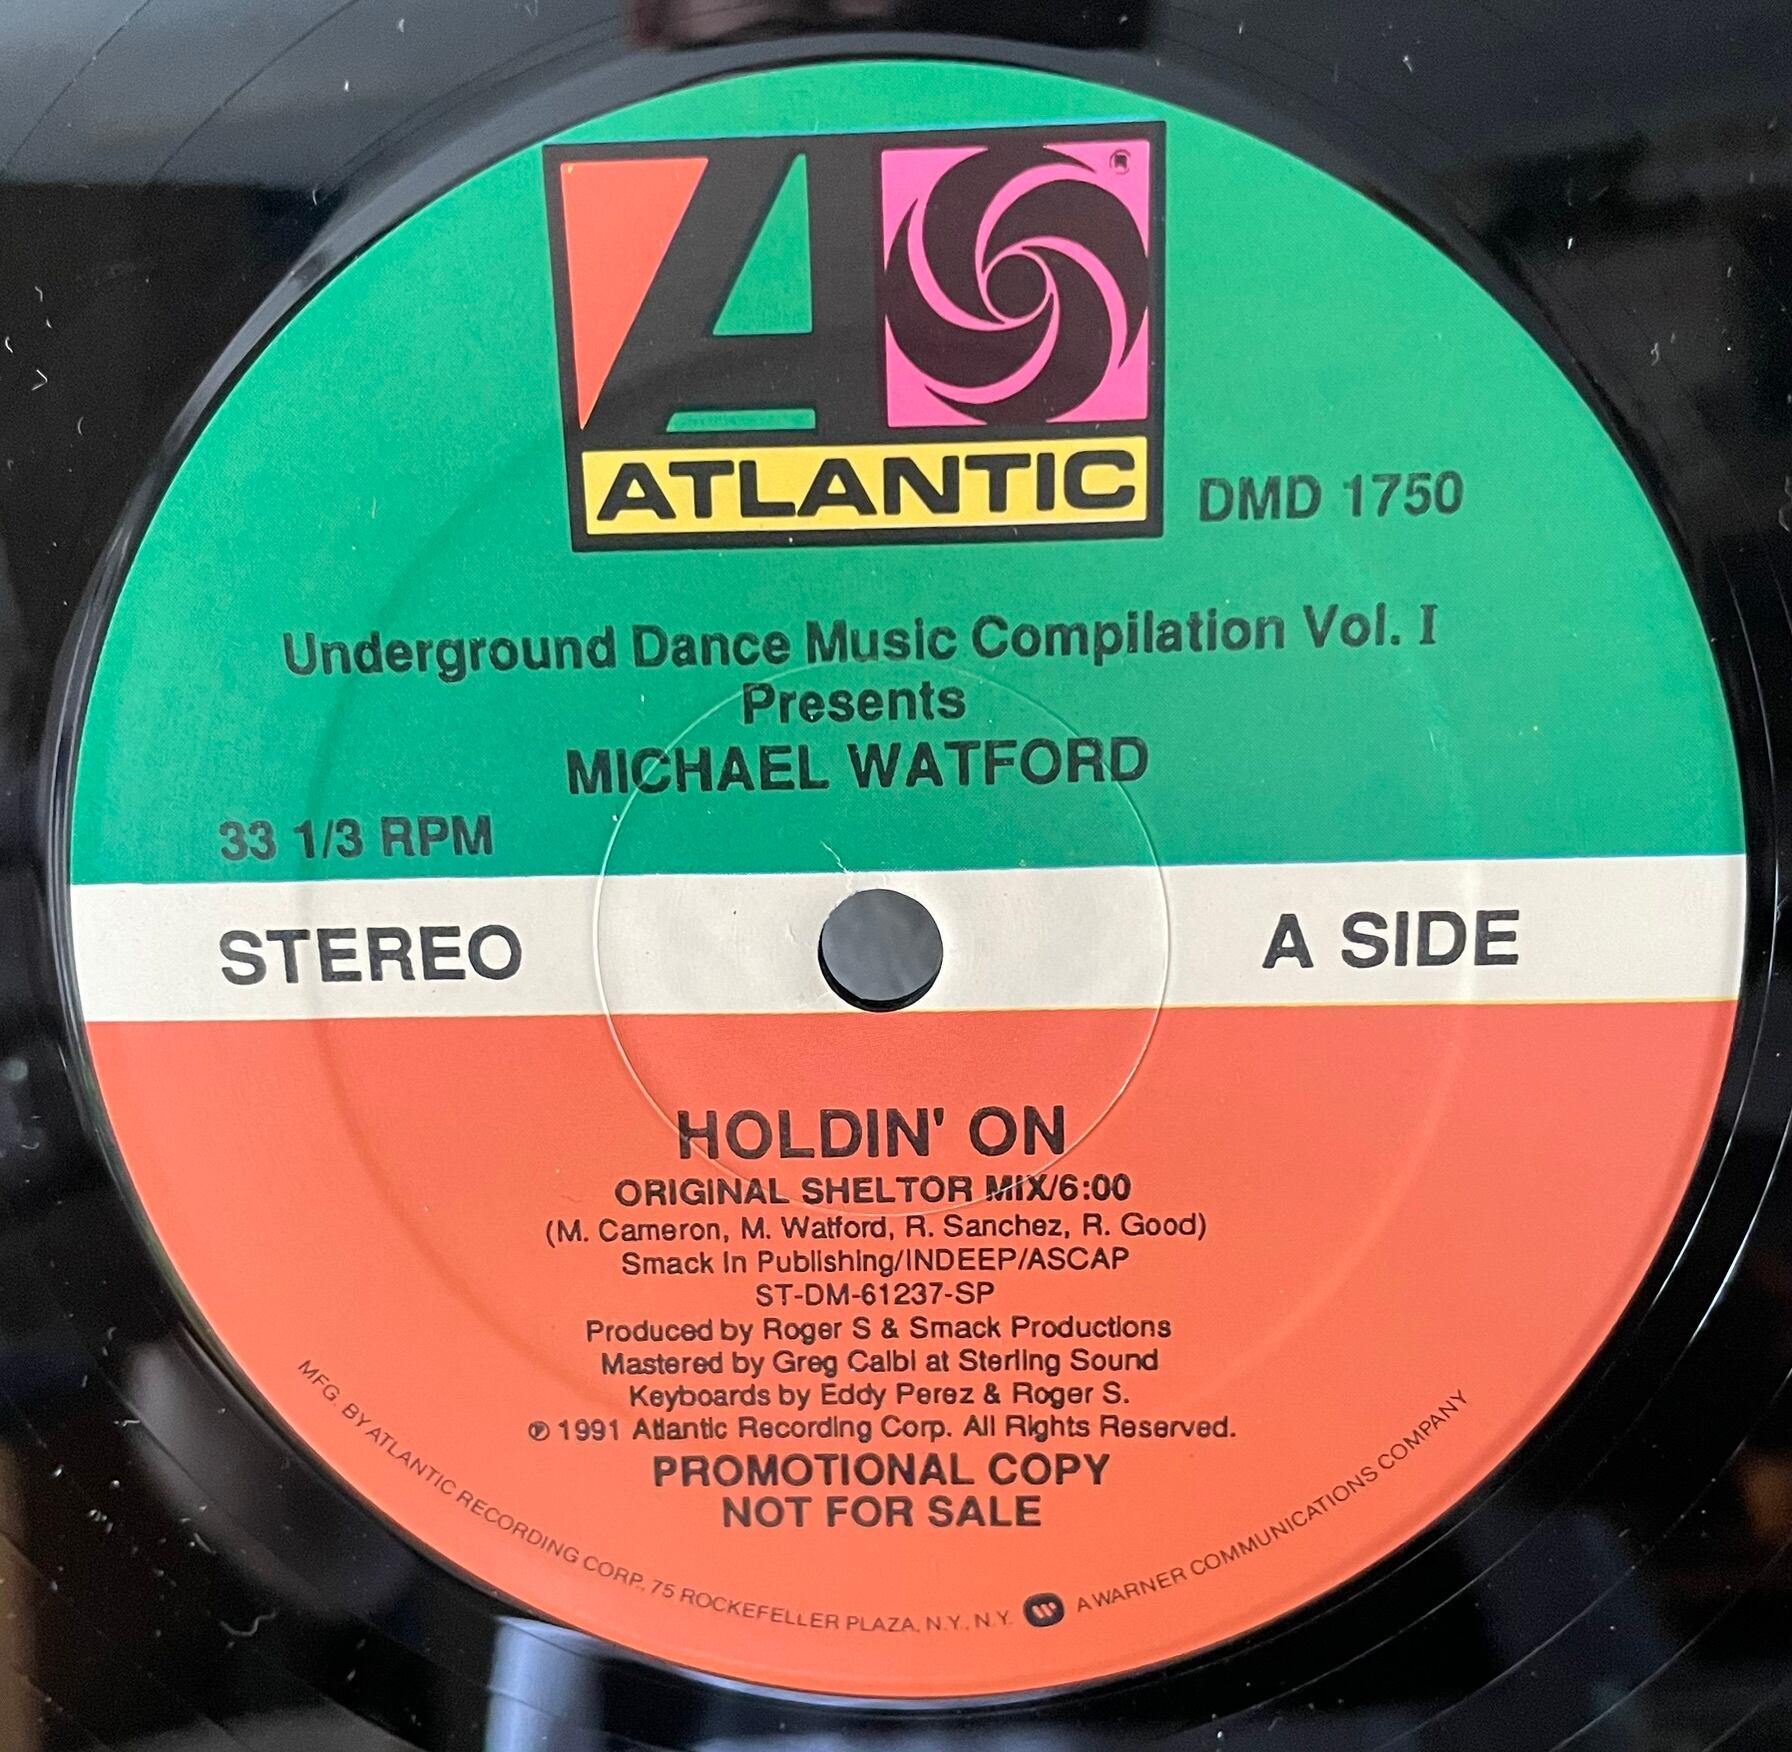 ATLANTIC
DMD 1750
Underground Dance Music Compilation Vol. I
Presents
MICHAEL WATFORD
33 1/3 RPM
STEREO
A SIDE
HOLDIN' ON
ORIGINAL SHELTOR MIX/6:00
(M. Cameron, M. Watford, R. Sanchez, R. Good)
Smack In Publishing/INDEEP/ASCAP
ST-DM-61237-SP
Produced by Roger S & Smack Productions
Mastered by Greg Calbi at Sterling Sound
Keyboards by Eddy Perez & Roger S.
℗ 1991 Atlantic Recording Corp. All Rights Reserved.
PROMOTIONAL COPY
NOT FOR SALE
MFG. BY ATLANTIC RECORDING CORP., 75 ROCKEFELLER PLAZA, N.Y., N.Y. A WARNER COMMUNICATIONS COMPANY